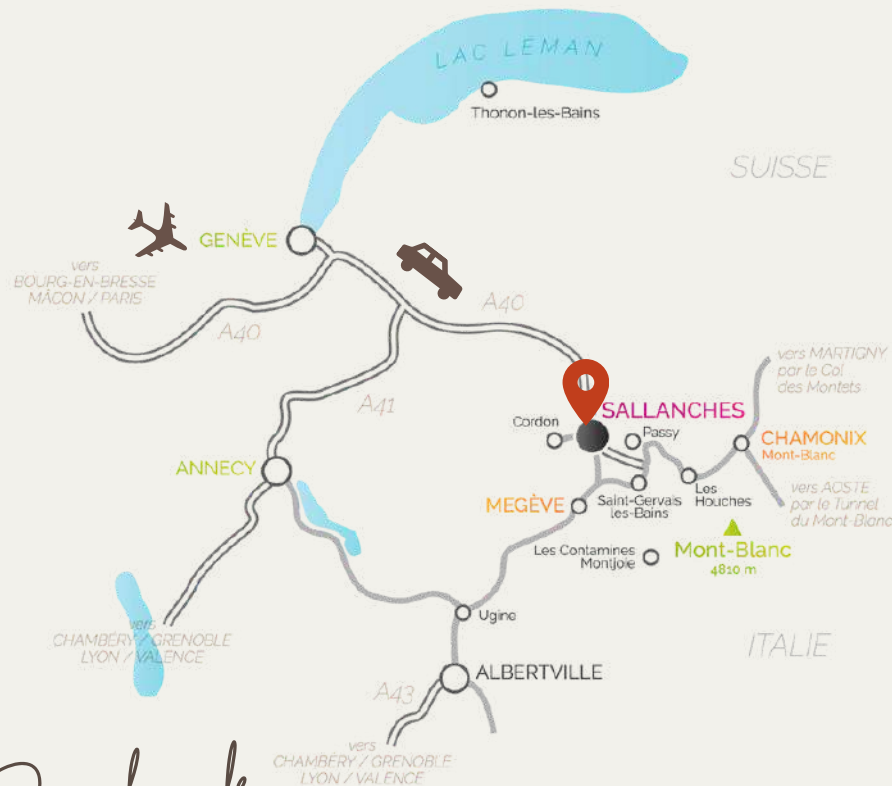 LAC LÉMAN
Thonon-les-Bains
SUISSE
GENÈVE
vers
BOURG-EN-BRESSE
MÂCON / PARIS
A40
A40
A41
vers MARTIGNY
par le Col
des Montets
SALLANCHES
Cordon
Passy
CHAMONIX
Mont-Blanc
ANNECY
MEGÈVE
Saint-Gervais
les-Bains
Les
Houches
vers AOSTE
par le Tunnel
du Mont-Blanc
Les Contamines
Montjoie
Mont-Blanc
4810 m
Ugine
vers
CHAMBÉRY / GRENOBLE
LYON / VALENCE
ITALIE
ALBERTVILLE
A43
vers
CHAMBÉRY / GRENOBLE
LYON / VALENCE